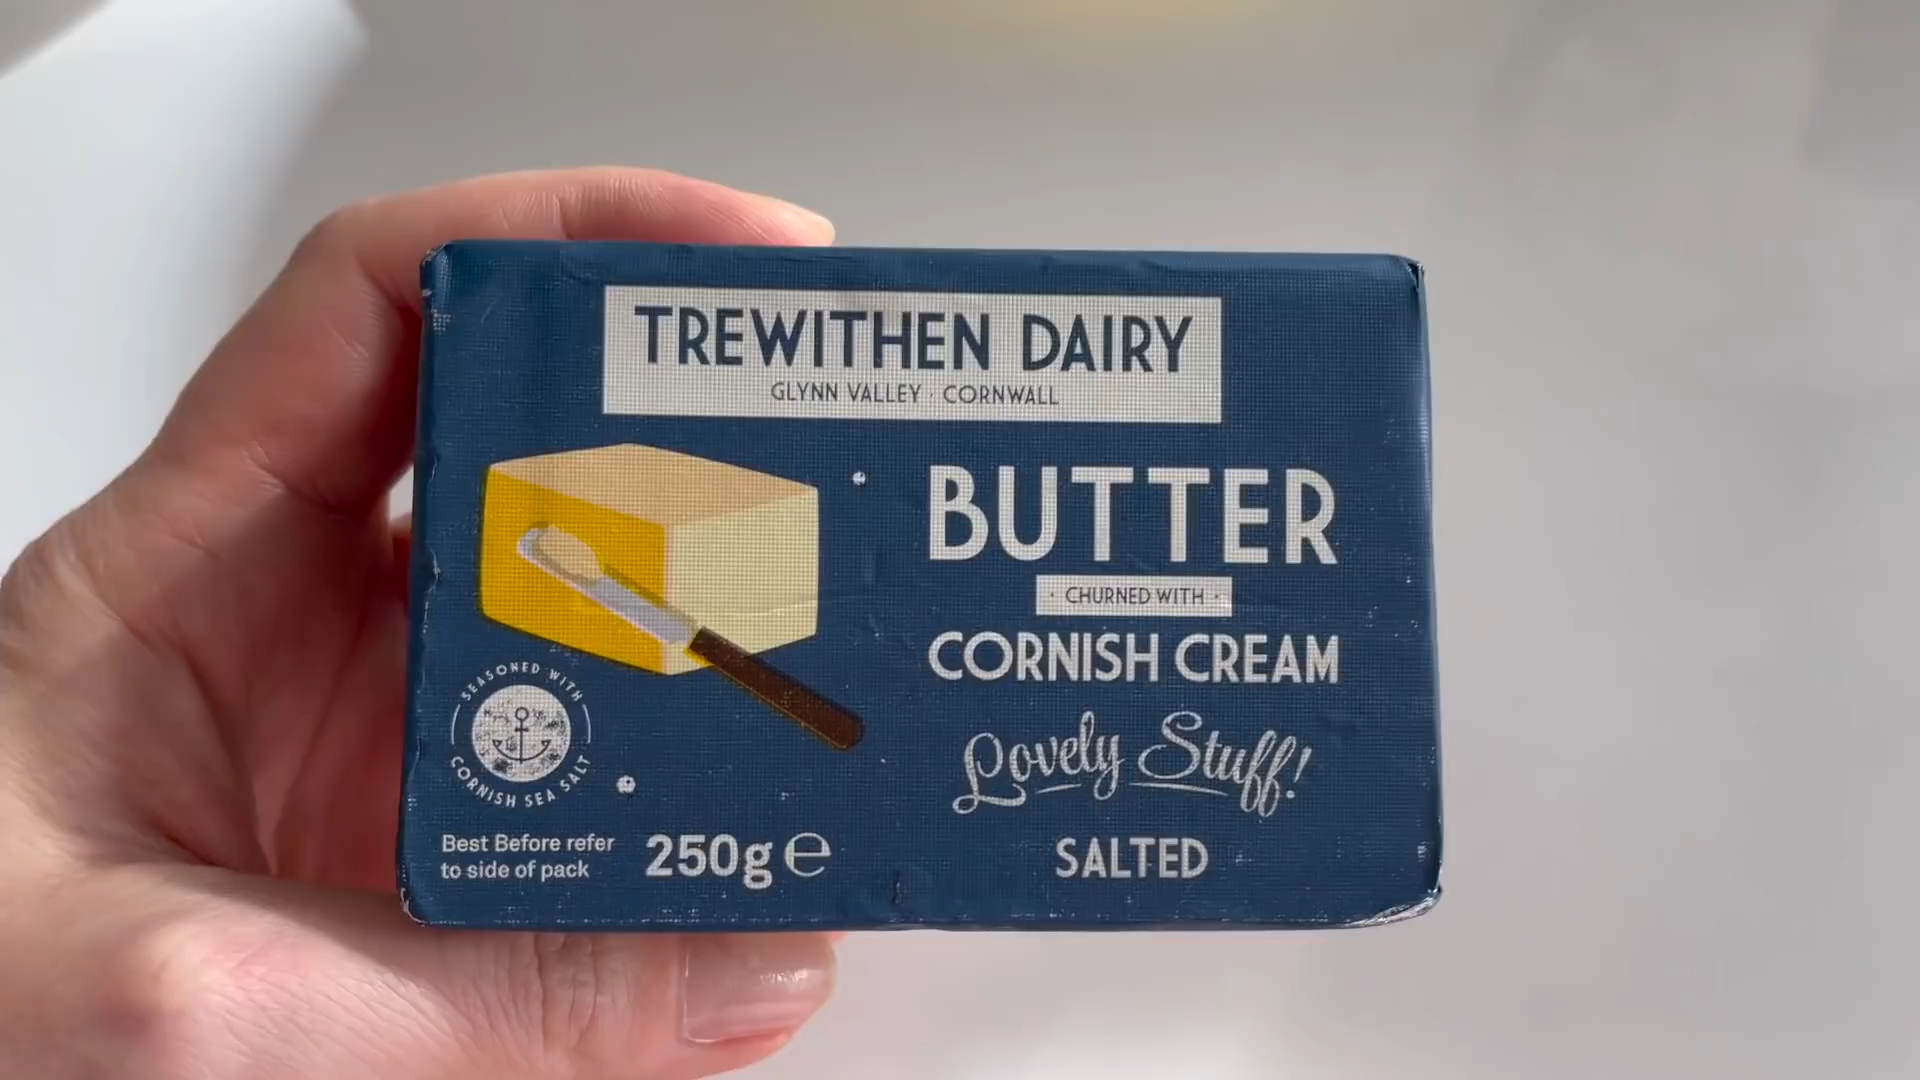 TREWITHEN DAIRY
GLYNN VALLEY · CORNWALL
BUTTER
· CHURNED WITH ·
CORNISH CREAM
Lovely Stuff!
SALTED
SEASONED WITH
CORNISH SEA SALT
Best Before refer
to side of pack
250g ℮